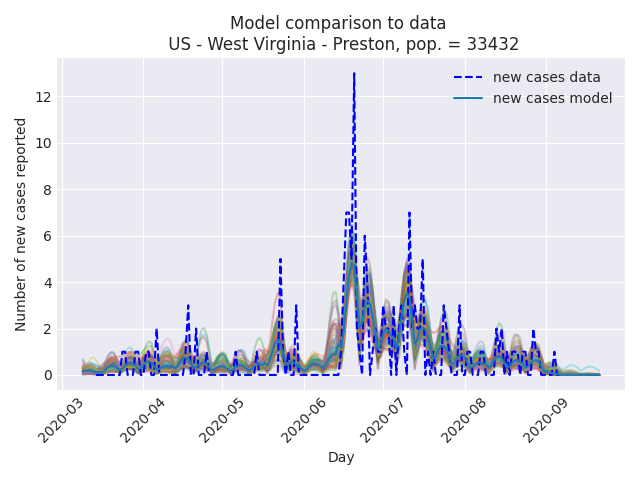 Model comparison to data
US - West Virginia - Preston, pop. = 33432
new cases data
new cases model
Number of new cases reported
12
10
8
6
4
2
0
2020-03
2020-04
2020-05
2020-06
2020-07
2020-08
2020-09
Day